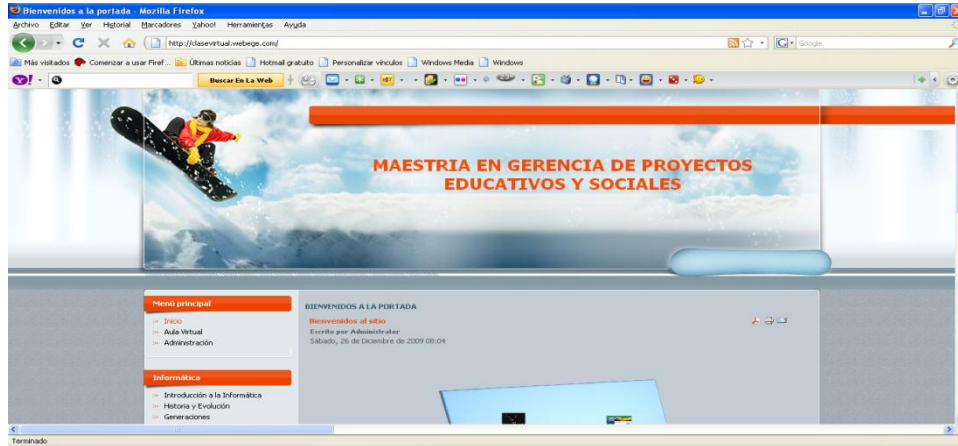 Bienvenidos a la portada - Mozilla Firefox
Archivo Editar Ver Historial Marcadores Yahoo! Herramientas Ayuda
http://clasevirtual.webege.com/
Google
Más visitados Comenzar a usar Firef... Últimas noticias Hotmail gratuito Personalizar vínculos Windows Media Windows
Buscar En La Web
MAESTRIA EN GERENCIA DE PROYECTOS
EDUCATIVOS Y SOCIALES
Menú principal
Inicio
Aula Virtual
Administración
Informática
Introducción a la Informática
Historia y Evolución
Generaciones
BIENVENIDOS A LA PORTADA
Bienvenidos al sitio
Escrito por Administrator
Sábado, 26 de Diciembre de 2009 08:04
Terminado